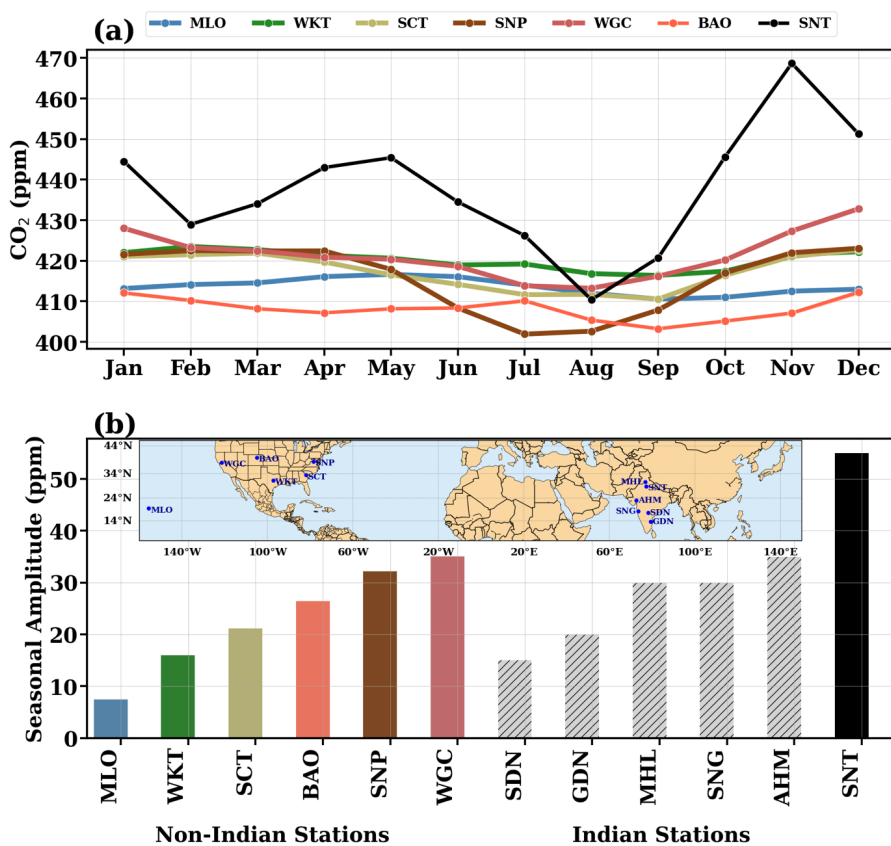 (a)
MLO WKT SCT SNP WGC BAO SNT
CO₂ (ppm)
470
460
450
440
430
420
410
400
Jan Feb Mar Apr May Jun Jul Aug Sep Oct Nov Dec
(b)
Seasonal Amplitude (ppm)
50
40
30
20
10
0
44°N
34°N
24°N
14°N
WGC BAO SNP
WKT SCT
MLO
MHL SNT
AHM
SNG SDN
GDN
140°W 100°W 60°W 20°W 20°E 60°E 100°E 140°E
MLO WKT SCT BAO SNP WGC SDN GDN MHL SNG AHM SNT
Non-Indian Stations Indian Stations